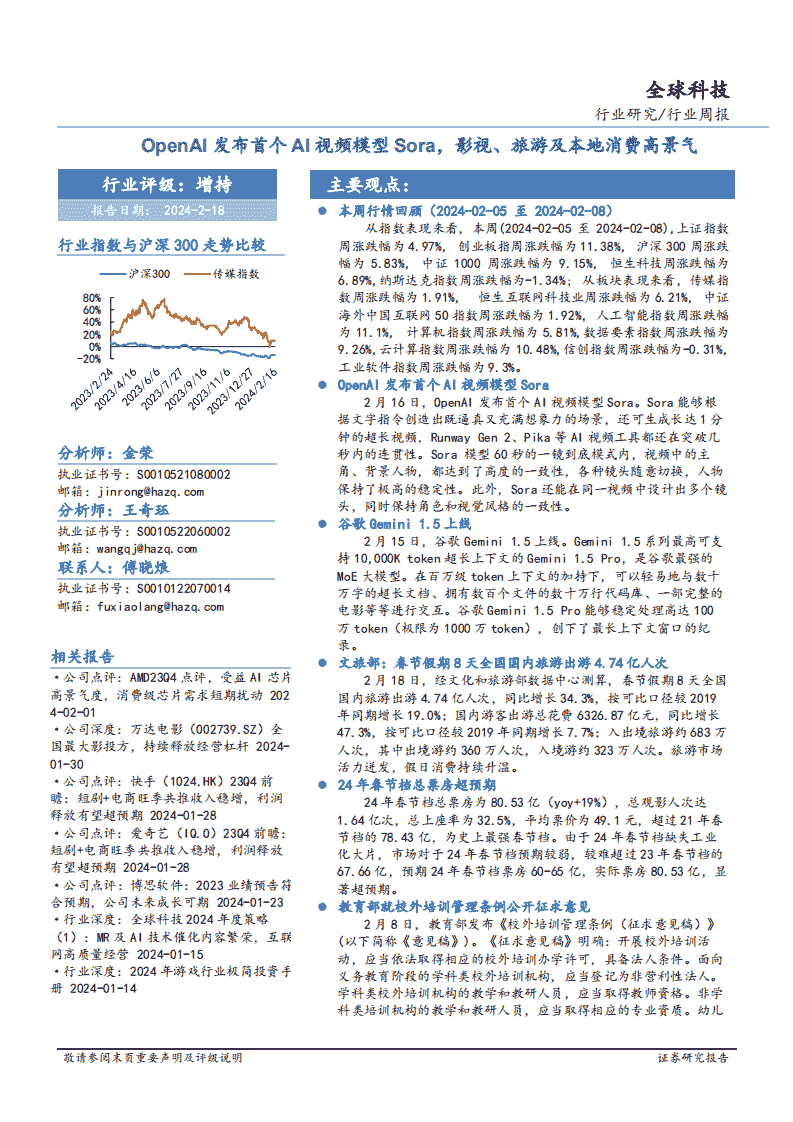 全球科技
行业研究/行业周报
OpenAI 发布首个 AI 视频模型 Sora，影视、旅游及本地消费高景气
行业评级：增持
报告日期： 2024-2-18
行业指数与沪深 300 走势比较
沪深300 传媒指数
80%
60%
40%
20%
0%
-20%
2023/2/24 2023/4/16 2023/6/6 2023/7/27 2023/9/16 2023/11/6 2023/12/27 2024/2/16
分析师：金荣
执业证书号：S0010521080002
邮箱：jinrong@hazq.com
分析师：王奇珏
执业证书号：S0010522060002
邮箱：wangqj@hazq.com
联系人：傅晓烺
执业证书号：S0010122070014
邮箱：fuxiaolang@hazq.com
相关报告
·公司点评：AMD23Q4 点评，受益 AI 芯片
高景气度，消费级芯片需求短期扰动 202
4-02-01
·公司深度：万达电影（002739.SZ）全
国最大影投方，持续释放经营杠杆 2024-
01-30
·公司点评：快手（1024.HK）23Q4 前
瞻：短剧+电商旺季共推收入稳增，利润
释放有望超预期 2024-01-28
·公司点评：爱奇艺（IQ.O）23Q4 前瞻：
短剧+电商旺季共推收入稳增，利润释放
有望超预期 2024-01-28
·公司点评：博思软件：2023 业绩预告符
合预期，公司未来成长可期 2024-01-23
·行业深度：全球科技 2024 年度策略
（1）：MR 及 AI 技术催化内容繁荣，互联
网高质量经营 2024-01-15
·行业深度：2024 年游戏行业极简投资手
册 2024-01-14
主要观点：
● 本周行情回顾（2024-02-05 至 2024-02-08）
从指数表现来看，本周(2024-02-05 至 2024-02-08),上证指数
周涨跌幅为 4.97%， 创业板指周涨跌幅为 11.38%， 沪深 300 周涨跌
幅为 5.83%， 中证 1000 周涨跌幅为 9.15%， 恒生科技周涨跌幅为
6.89%,纳斯达克指数周涨跌幅为-1.34%；从板块表现来看，传媒指
数周涨跌幅为 1.91%， 恒生互联网科技业周涨跌幅为 6.21%， 中证
海外中国互联网 50 指数周涨跌幅为 1.92%，人工智能指数周涨跌幅
为 11.1%， 计算机指数周涨跌幅为 5.81%,数据要素指数周涨跌幅为
9.26%,云计算指数周涨跌幅为 10.48%,信创指数周涨跌幅为-0.31%,
工业软件指数周涨跌幅为 9.3%。
● OpenAI 发布首个 AI 视频模型 Sora
2 月 16 日，OpenAI 发布首个 AI 视频模型 Sora。Sora 能够根
据文字指令创造出既逼真又充满想象力的场景，还可生成长达 1 分
钟的超长视频，Runway Gen 2、Pika 等 AI 视频工具都还在突破几
秒内的连贯性。Sora 模型 60 秒的一镜到底模式内，视频中的主
角、背景人物，都达到了高度的一致性，各种镜头随意切换，人物
保持了极高的稳定性。此外，Sora 还能在同一视频中设计出多个镜
头，同时保持角色和视觉风格的一致性。
● 谷歌 Gemini 1.5 上线
2 月 15 日，谷歌 Gemini 1.5 上线。Gemini 1.5 系列最高可支
持 10,000K token 超长上下文的 Gemini 1.5 Pro，是谷歌最强的
MoE 大模型。在百万级 token 上下文的加持下，可以轻易地与数十
万字的超长文档、拥有数百个文件的数十万行代码库、一部完整的
电影等等进行交互。谷歌 Gemini 1.5 Pro 能够稳定处理高达 100
万 token（极限为 1000 万 token），创下了最长上下文窗口的纪
录。
● 文旅部：春节假期 8 天全国国内旅游出游 4.74 亿人次
2 月 18 日，经文化和旅游部数据中心测算，春节假期 8 天全国
国内旅游出游 4.74 亿人次，同比增长 34.3%，按可比口径较 2019
年同期增长 19.0%；国内游客出游总花费 6326.87 亿元，同比增长
47.3%，按可比口径较 2019 年同期增长 7.7%；入出境旅游约 683 万
人次，其中出境游约 360 万人次，入境游约 323 万人次。旅游市场
活力迸发，假日消费持续升温。
● 24 年春节档总票房超预期
24 年春节档总票房为 80.53 亿（yoy+19%），总观影人次达
1.64 亿次，总上座率为 32.5%，平均票价为 49.1 元，超过 21 年春
节档的 78.43 亿，为史上最强春节档。由于 24 年春节档缺失工业
化大片，市场对于 24 年春节档预期较弱，较难超过 23 年春节档的
67.66 亿，预期 24 年春节档票房 60-65 亿，实际票房 80.53 亿，显
著超预期。
● 教育部就校外培训管理条例公开征求意见
2 月 8 日，教育部发布《校外培训管理条例（征求意见稿）》
(以下简称《意见稿》)。《征求意见稿》明确：开展校外培训活
动，应当依法取得相应的校外培训办学许可，具备法人条件。面向
义务教育阶段的学科类校外培训机构，应当登记为非营利性法人。
学科类校外培训机构的教学和教研人员，应当取得教师资格。非学
科类培训机构的教学和教研人员，应当取得相应的专业资质。幼儿
敬请参阅末页重要声明及评级说明
证券研究报告